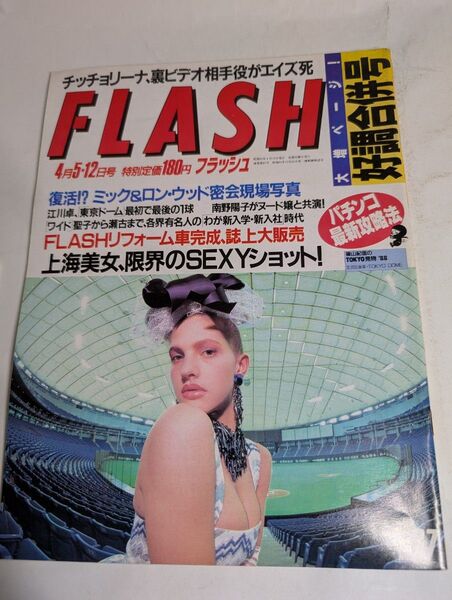 チッチョリーナ、裏ビデオ相手役がエイズ死
FLASH
4月5・12日号 特別定価180円 フラッシュ
大増ページ!
好調合併号
復活!? ミック&ロン・ウッド密会現場写真
江川卓、東京ドーム最初で最後の1球 南野陽子がヌード嬢と共演!
ワイド 聖子から瀬古まで、各界有名人の わが新入学・新入社時代
FLASHリフォーム車完成、誌上大販売
上海美女、限界のSEXYショット!
パチンコ
最新攻略法
篠山紀信の
TOKYO発情 '88
TOKYO DOME
7